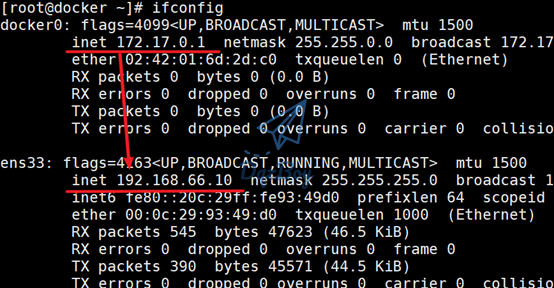 [root@docker ~]# ifconfig
docker0: flags=4099<UP,BROADCAST,MULTICAST>  mtu 1500
inet 172.17.0.1  netmask 255.255.0.0  broadcast 172.17
ether 02:42:01:6d:2d:c0  txqueuelen 0  (Ethernet)
RX packets 0  bytes 0 (0.0 B)
RX errors 0  dropped 0  overruns 0  frame 0
TX packets 0  bytes 0 (0.0 B)
TX errors 0  dropped 0 overruns 0  carrier 0  collision
ens33: flags=4163<UP,BROADCAST,RUNNING,MULTICAST>  mtu 1500
inet 192.168.66.10  netmask 255.255.255.0  broadcast 1
inet6 fe80::20c:29ff:fe93:49d0  prefixlen 64  scopeid
ether 00:0c:29:93:49:d0  txqueuelen 1000  (Ethernet)
RX packets 545  bytes 47623 (46.5 KiB)
RX errors 0  dropped 0  overruns 0  frame 0
TX packets 390  bytes 45571 (44.5 KiB)
TX errors 0  dropped 0 overruns 0  carrier 0  collision